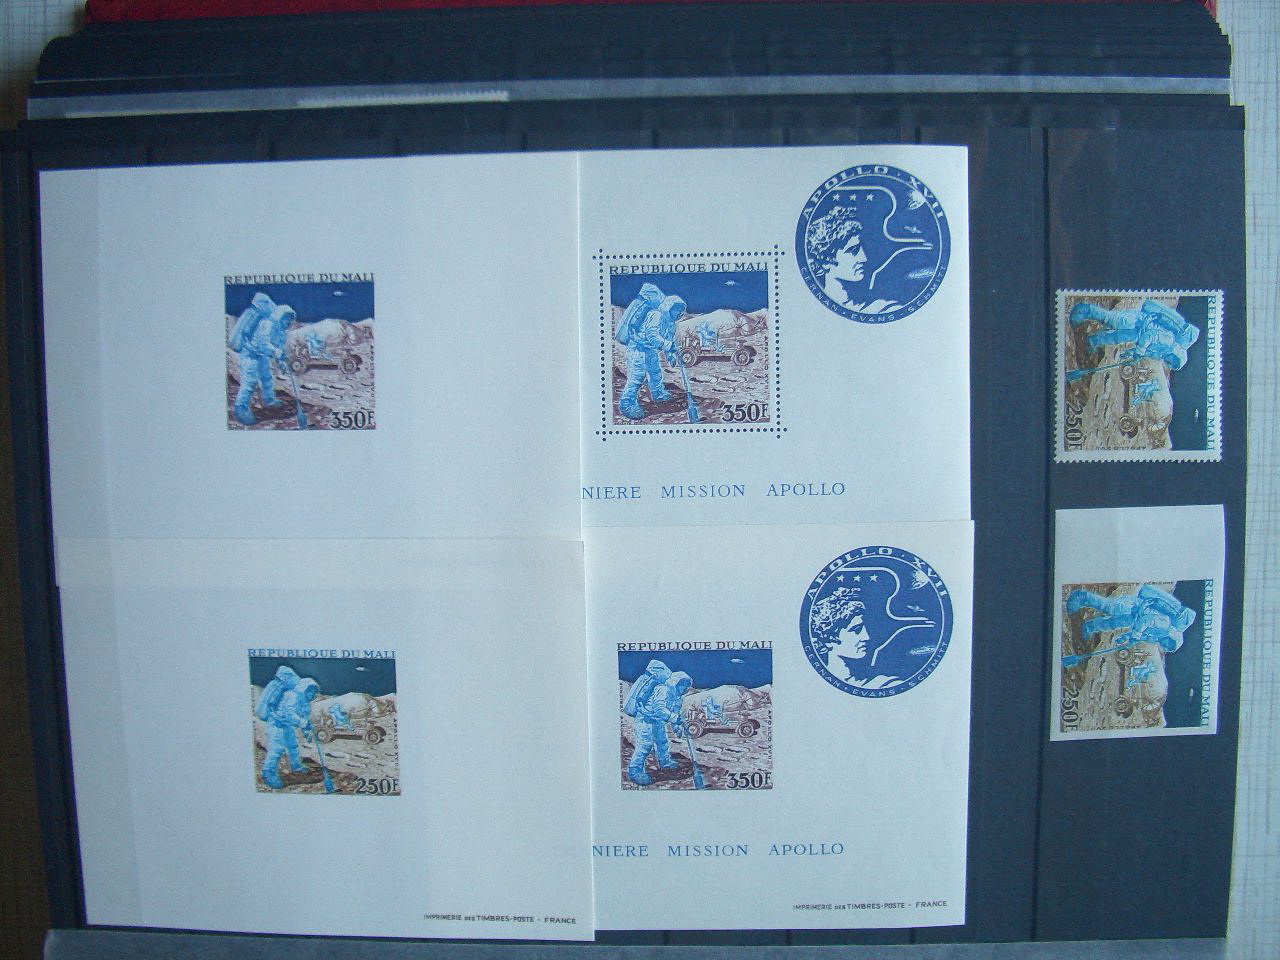 REPUBLIQUE DU MALI
350F
APOLLO · XVII
CERNAN · EVANS · SCHMITT
REPUBLIQUE DU MALI
350F
NIERE MISSION APOLLO
REPUBLIQUE DU MALI
250F
IMPRIMERIE DES TIMBRES-POSTE - FRANCE
APOLLO · XVII
CERNAN · EVANS · SCHMITT
REPUBLIQUE DU MALI
350F
NIERE MISSION APOLLO
IMPRIMERIE DES TIMBRES-POSTE - FRANCE
REPUBLIQUE DU MALI
250F
REPUBLIQUE DU MALI
250F